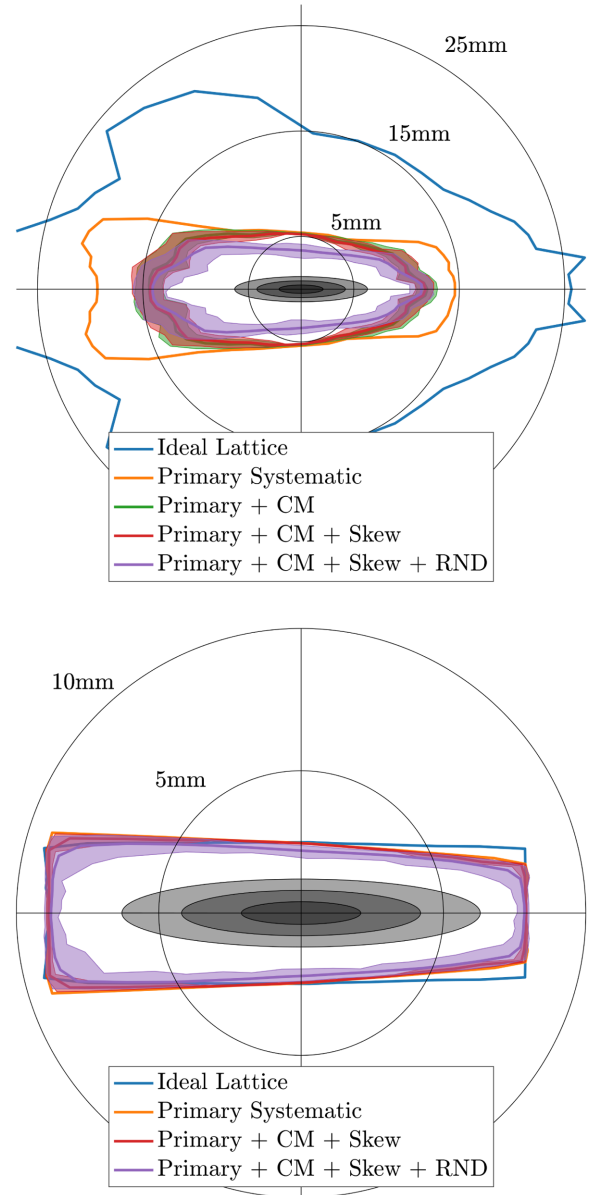 25mm
15mm
5mm
Ideal Lattice
Primary Systematic
Primary + CM
Primary + CM + Skew
Primary + CM + Skew + RND
10mm
5mm
Ideal Lattice
Primary Systematic
Primary + CM + Skew
Primary + CM + Skew + RND